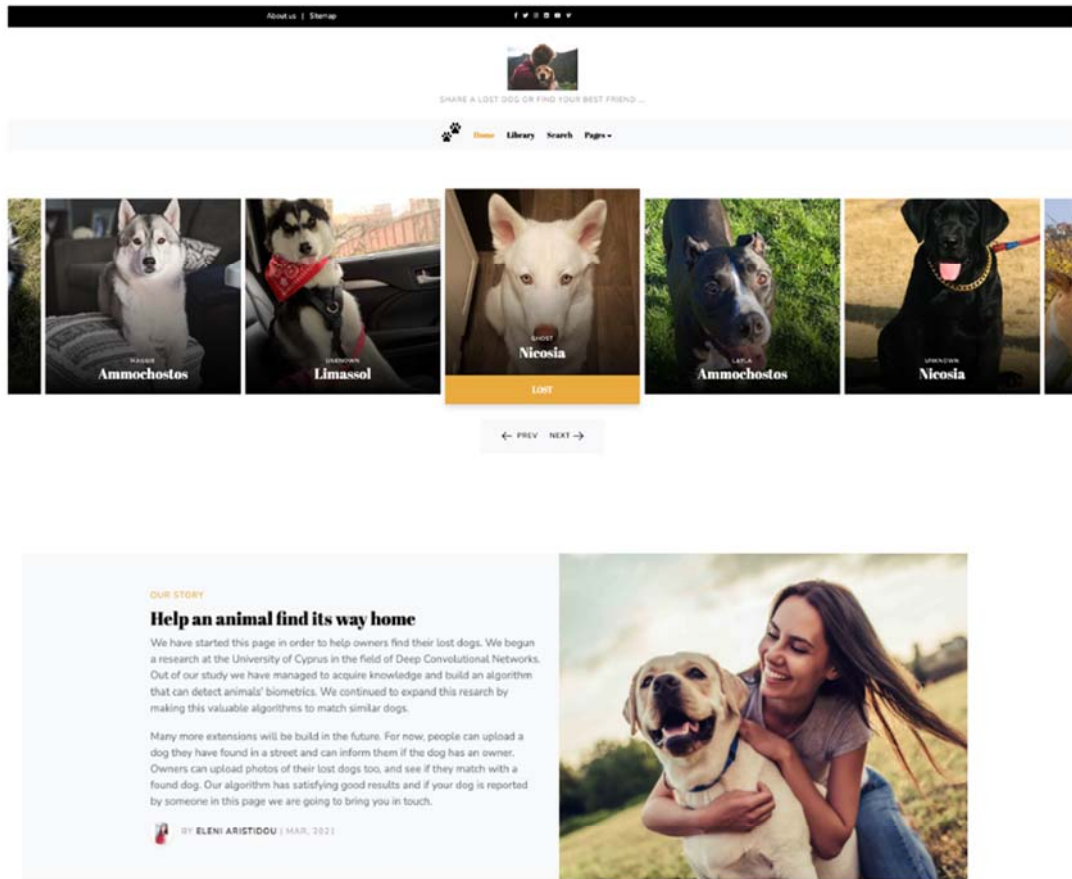 About us | Sitemap
SHARE A LOST DOG OR FIND YOUR BEST FRIEND ...
Home Library Search Pages
MAGGIE
Ammochostos
UNKNOWN
Limassol
GHOST
Nicosia
LOST
LAYLA
Ammochostos
UNKNOWN
Nicosia
← PREV NEXT →
OUR STORY
Help an animal find its way home
We have started this page in order to help owners find their lost dogs. We begun
a research at the University of Cyprus in the field of Deep Convolutional Networks.
Out of our study we have managed to acquire knowledge and build an algorithm
that can detect animals' biometrics. We continued to expand this resarch by
making this valuable algorithms to match similar dogs.
Many more extensions will be build in the future. For now, people can upload a
dog they have found in a street and can inform them if the dog has an owner.
Owners can upload photos of their lost dogs too, and see if they match with a
found dog. Our algorithm has satisfying good results and if your dog is reported
by someone in this page we are going to bring you in touch.
BY ELENI ARISTIDOU | MAR, 2021